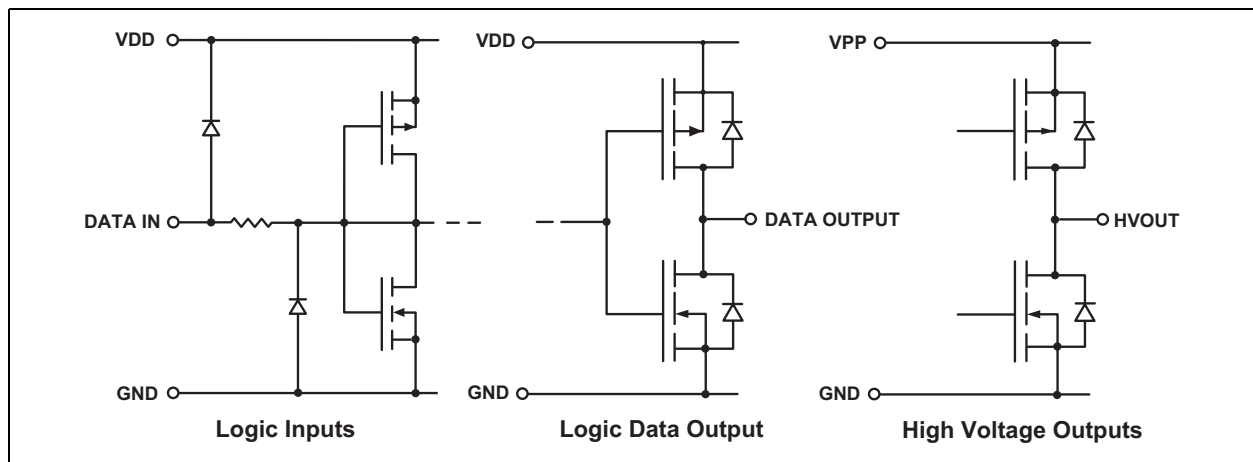 VDD
DATA IN
GND
Logic Inputs
VDD
DATA OUTPUT
GND
Logic Data Output
VPP
HVOUT
GND
High Voltage Outputs